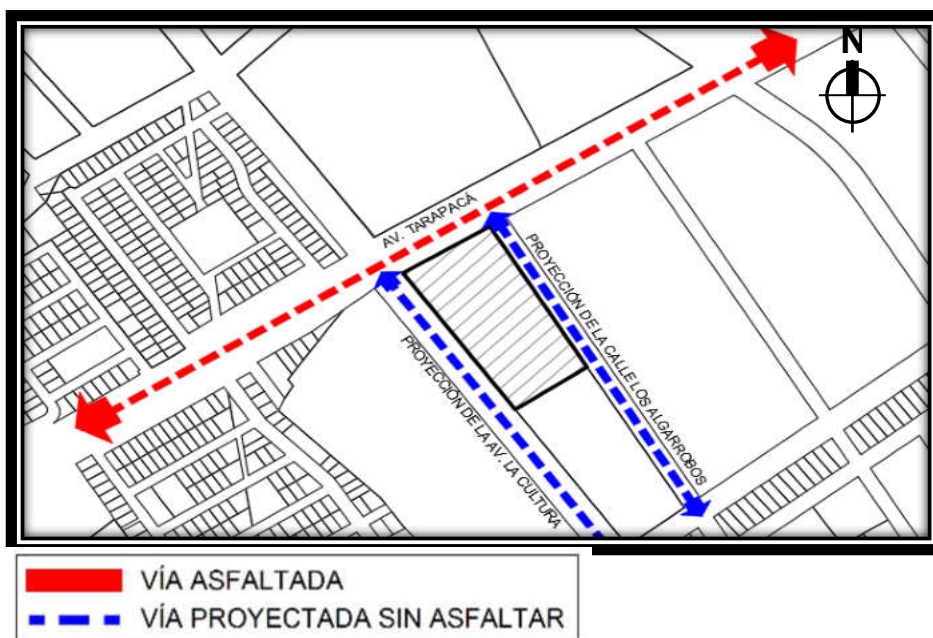 N
AV. TARAPACÁ
PROYECCIÓN DE LA CALLE LOS ALGARROBOS
PROYECCIÓN DE LA AV. LA CULTURA
VÍA ASFALTADA
VÍA PROYECTADA SIN ASFALTAR